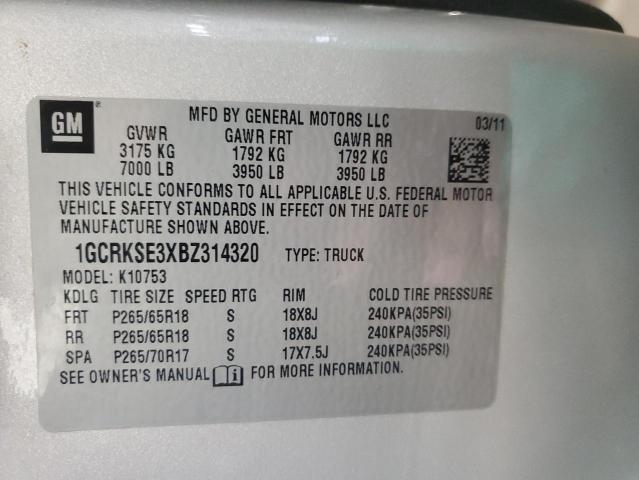 GM ®
MFD BY GENERAL MOTORS LLC 03/11
GVWR GAWR FRT GAWR RR
3175 KG 1792 KG 1792 KG
7000 LB 3950 LB 3950 LB
THIS VEHICLE CONFORMS TO ALL APPLICABLE U.S. FEDERAL MOTOR
VEHICLE SAFETY STANDARDS IN EFFECT ON THE DATE OF
MANUFACTURE SHOWN ABOVE.
1GCRKSE3XBZ314320 TYPE: TRUCK
MODEL: K10753
KDLG TIRE SIZE SPEED RTG RIM COLD TIRE PRESSURE
FRT P265/65R18 S 18X8J 240KPA(35PSI)
RR P265/65R18 S 18X8J 240KPA(35PSI)
SPA P265/70R17 S 17X7.5J 240KPA(35PSI)
SEE OWNER'S MANUAL FOR MORE INFORMATION.